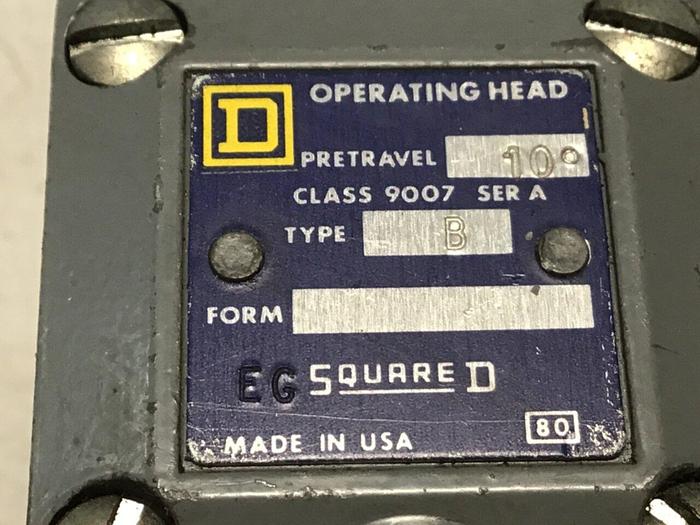 D OPERATING HEAD
PRETRAVEL 10°
CLASS 9007 SER A
TYPE B
FORM
EG SQUARE D
MADE IN USA 80